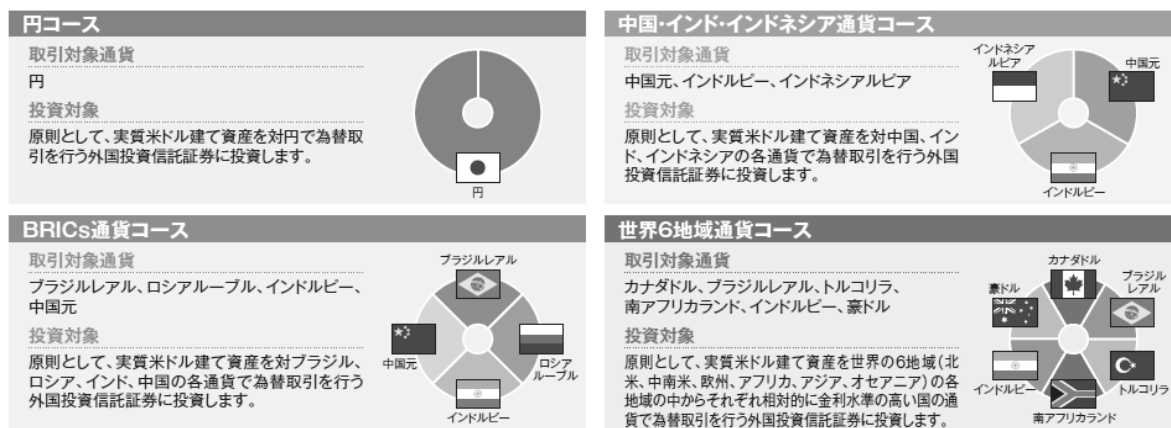 円コース
取引対象通貨
円
投資対象
原則として、実質米ドル建て資産を対円で為替取
引を行う外国投資信託証券に投資します。
円
中国・インド・インドネシア通貨コース
取引対象通貨
中国元、インドルピー、インドネシアルピア
投資対象
原則として、実質米ドル建て資産を対中国、イン
ド、インドネシアの各通貨で為替取引を行う外国
投資信託証券に投資します。
インドネシア
ルピア
中国元
インドルピー
BRICs通貨コース
取引対象通貨
ブラジルレアル、ロシアルーブル、インドルピー、
中国元
投資対象
原則として、実質米ドル建て資産を対ブラジル、
ロシア、インド、中国の各通貨で為替取引を行う
外国投資信託証券に投資します。
ブラジルレアル
中国元
ロシア
ルーブル
インドルピー
世界6地域通貨コース
取引対象通貨
カナダドル、ブラジルレアル、トルコリラ、
南アフリカランド、インドルピー、豪ドル
投資対象
原則として、実質米ドル建て資産を世界の6地域(北
米、中南米、欧州、アフリカ、アジア、オセアニア)の各
地域の中からそれぞれ相対的に金利水準の高い国の通
貨で為替取引を行う外国投資信託証券に投資します。
カナダドル
豪ドル
ブラジル
レアル
インドルピー
トルコリラ
南アフリカランド